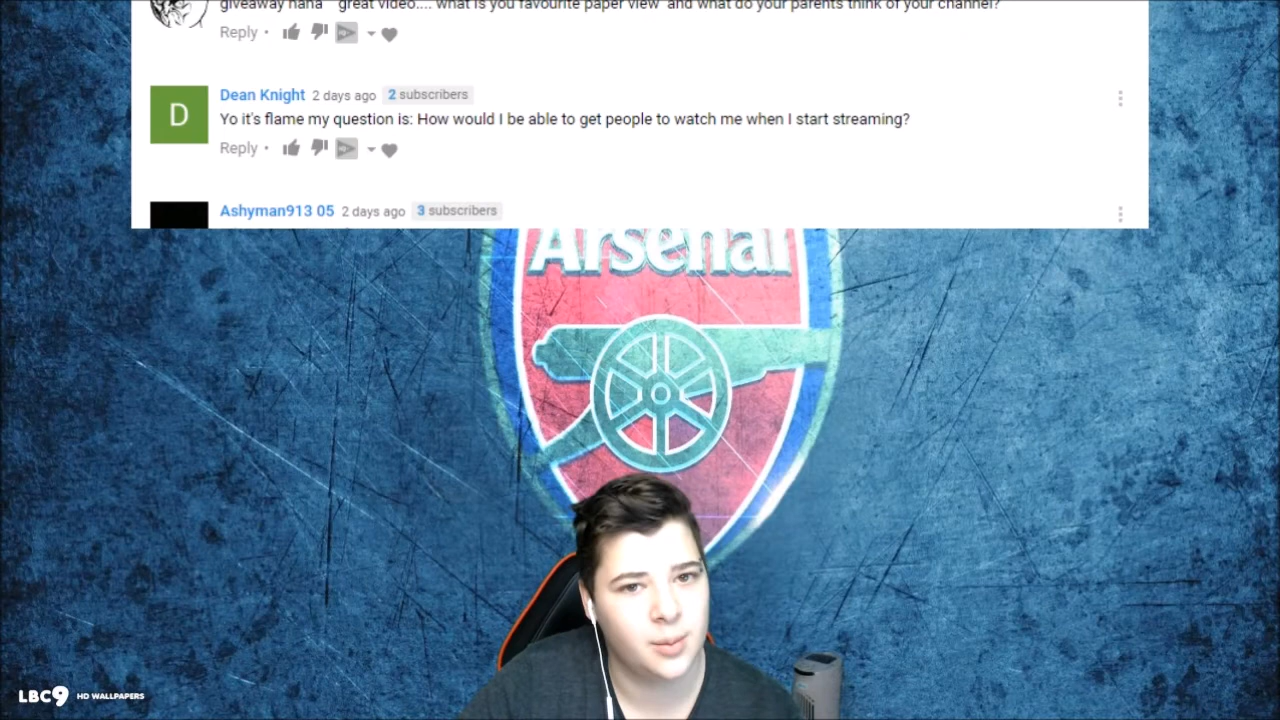 giveaway haha great video.... what is you favourite paper view and what do your parents think of your channel?
Reply •
D
Dean Knight 2 days ago 2 subscribers
Yo it's flame my question is: How would I be able to get people to watch me when I start streaming?
Reply •
Ashyman913 05 2 days ago 3 subscribers
Arsenal
LBC9 HD WALLPAPERS